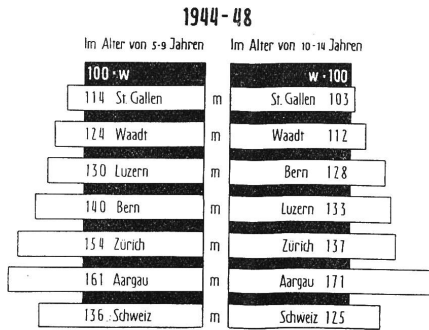 1944-48
Im Alter von 5-9 Jahren Im Alter von 10-14 Jahren
100·w w·100
114 St. Gallen m St. Gallen 103
124 Waadt m Waadt 112
130 Luzern m Bern 128
140 Bern m Luzern 133
154 Zürich m Zürich 137
161 Aargau m Aargau 171
136 Schweiz m Schweiz 125